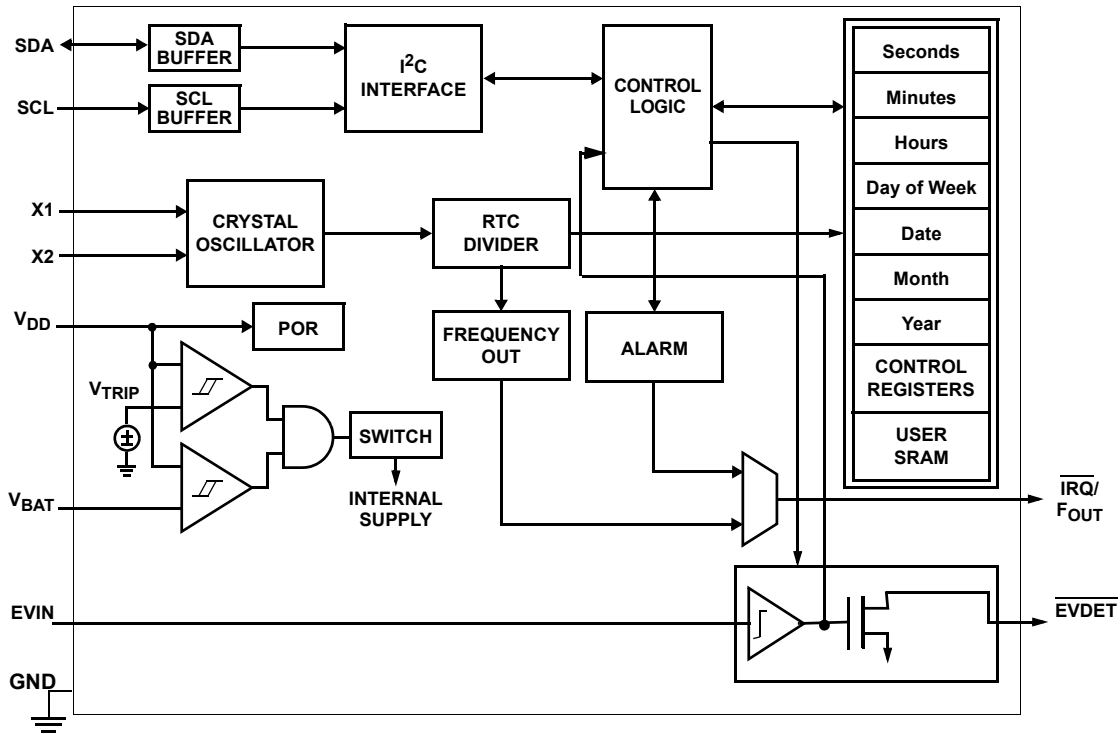 SDA
SDA
BUFFER
SCL
SCL
BUFFER
I²C
INTERFACE
CONTROL
LOGIC
Seconds
Minutes
Hours
Day of Week
Date
Month
Year
CONTROL
REGISTERS
USER
SRAM
X1
X2
CRYSTAL
OSCILLATOR
RTC
DIVIDER
FREQUENCY
OUT
ALARM
VDD
POR
VTRIP
SWITCH
INTERNAL
SUPPLY
VBAT
IRQ/
FOUT
EVIN
EVDET
GND